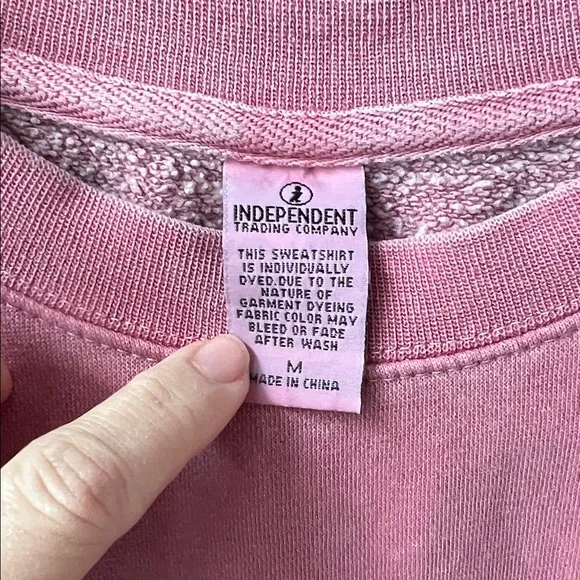 INDEPENDENT
TRADING COMPANY
THIS SWEATSHIRT
IS INDIVIDUALLY
DYED.DUE TO THE
NATURE OF
GARMENT DYEING
FABRIC COLOR MAY
BLEED OR FADE
AFTER WASH
M
MADE IN CHINA